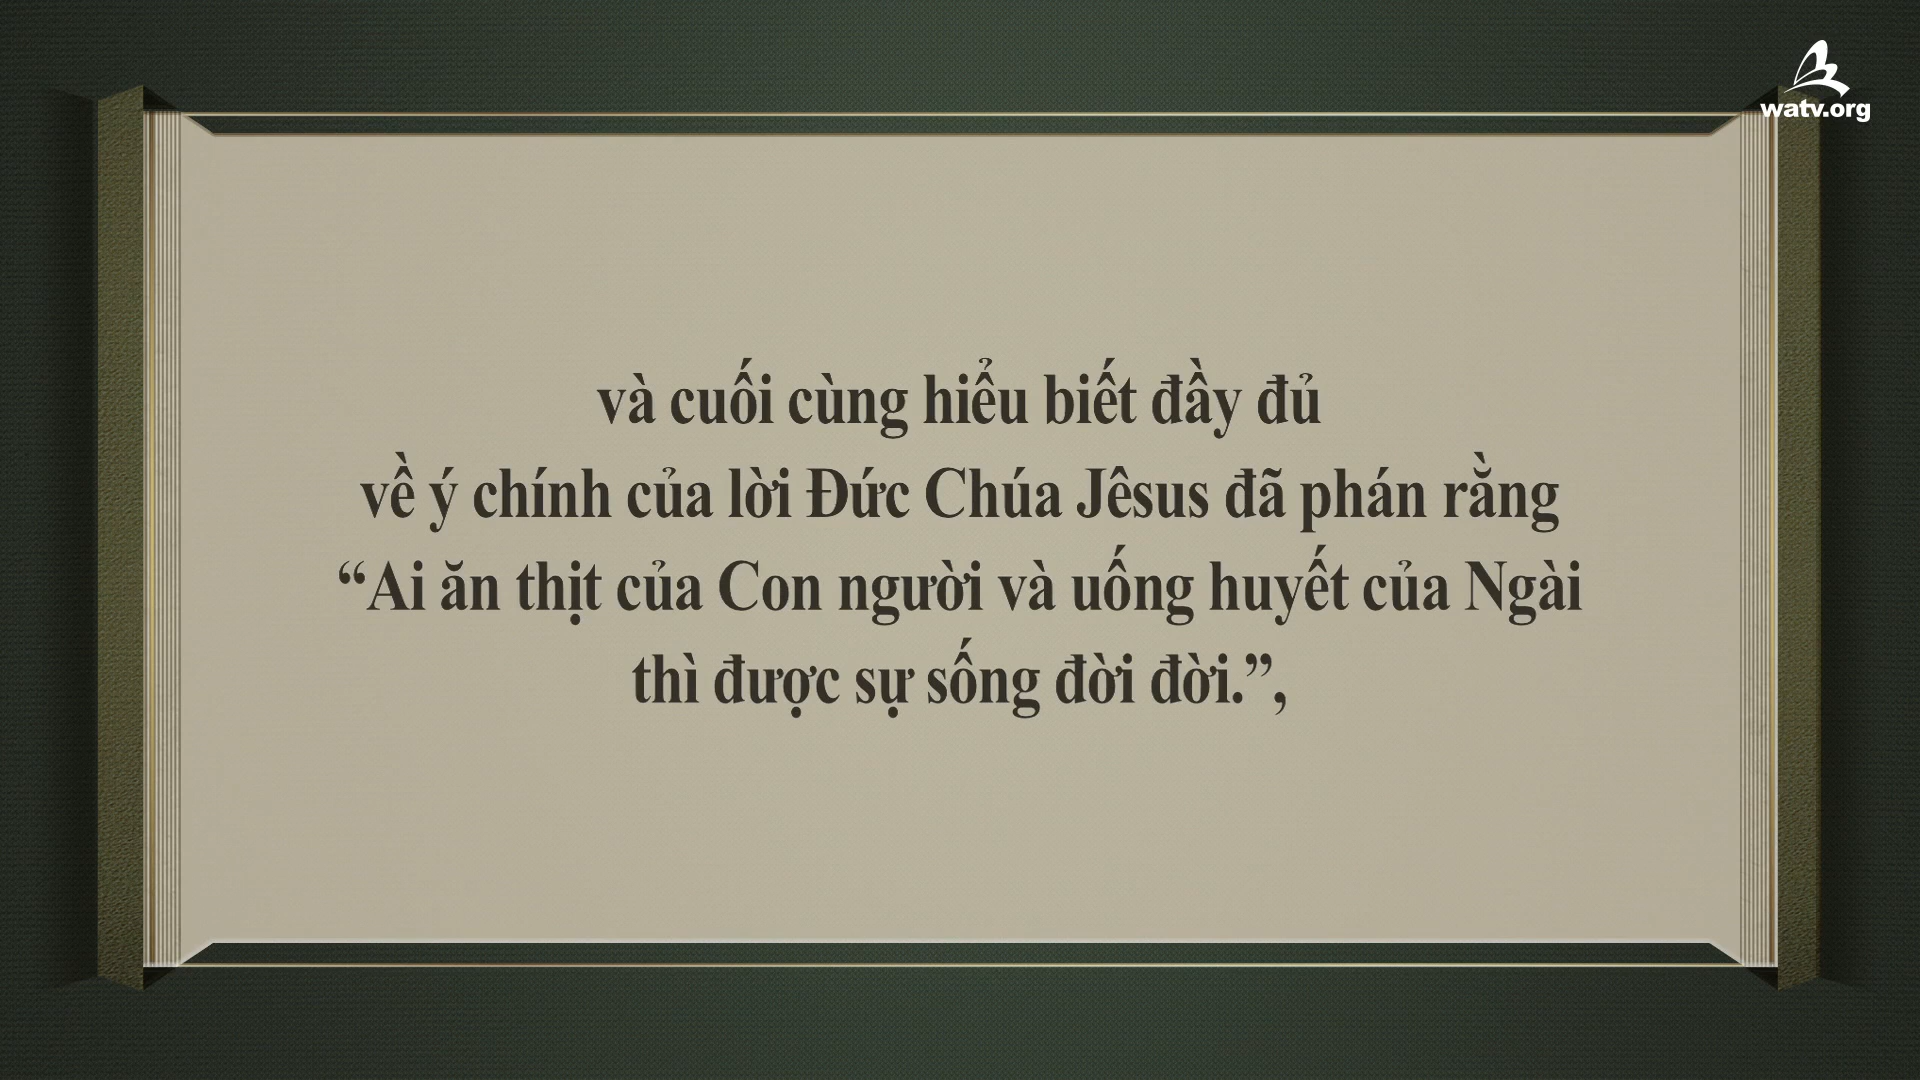 watv.org
và cuối cùng hiểu biết đầy đủ
về ý chính của lời Đức Chúa Jêsus đã phán rằng
“Ai ăn thịt của Con người và uống huyết của Ngài
thì được sự sống đời đời.”,